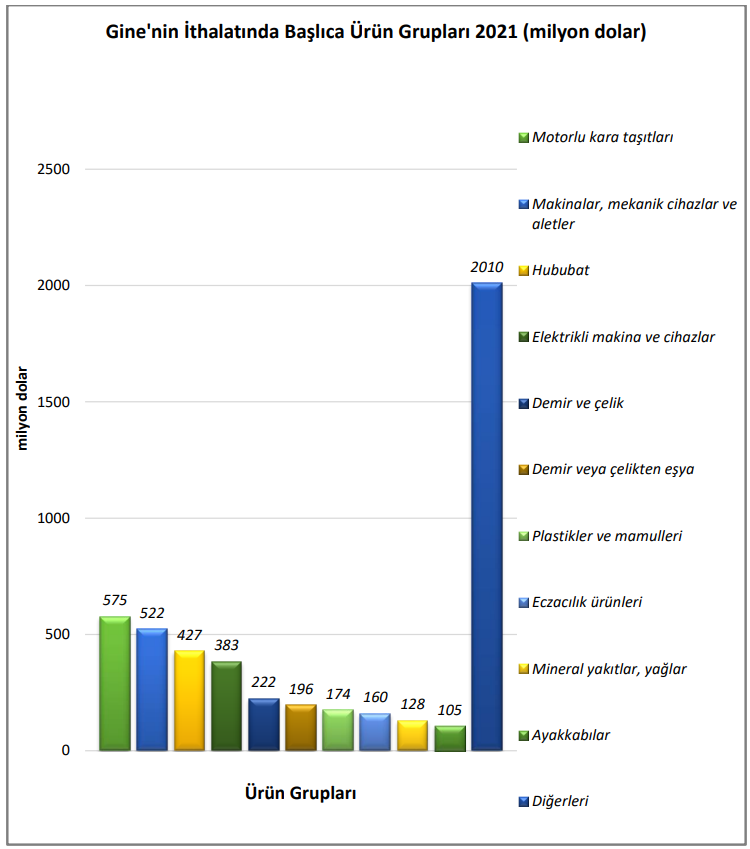 Gine'nin İthalatında Başlıca Ürün Grupları 2021 (milyon dolar)
milyon dolar
2500
2000
1500
1000
500
0
575
522
427
383
222
196
174
160
128
105
2010
Ürün Grupları
Motorlu kara taşıtları
Makinalar, mekanik cihazlar ve
aletler
Hububat
Elektrikli makina ve cihazlar
Demir ve çelik
Demir veya çelikten eşya
Plastikler ve mamulleri
Eczacılık ürünleri
Mineral yakıtlar, yağlar
Ayakkabılar
Diğerleri